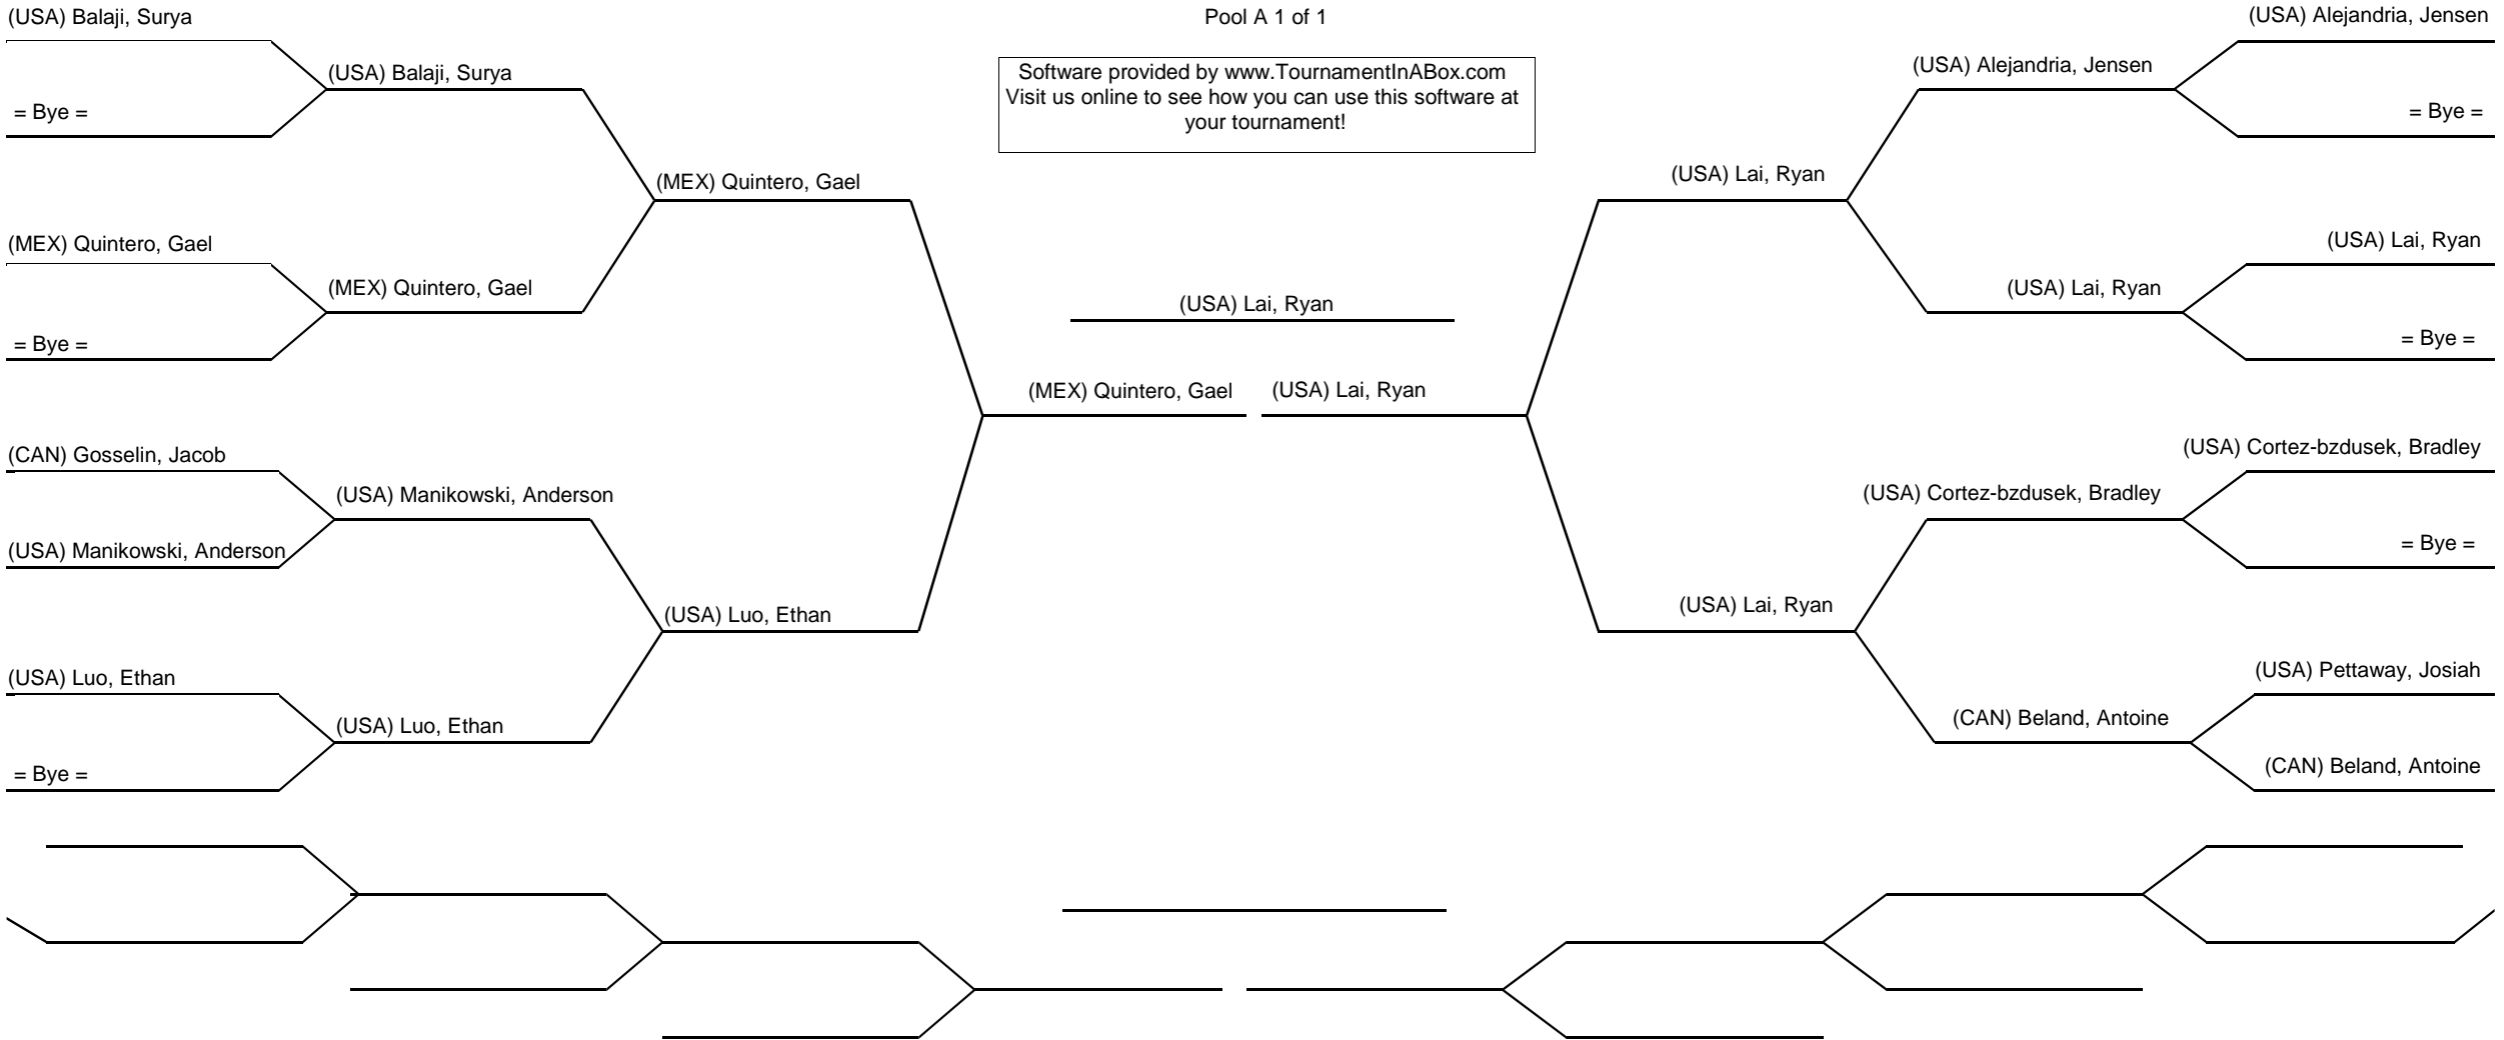 (USA) Balaji, Surya
Pool A 1 of 1
(USA) Alejandria, Jensen
(USA) Balaji, Surya
Software provided by www.TournamentInABox.com
Visit us online to see how you can use this software at
your tournament!
(USA) Alejandria, Jensen
= Bye =
= Bye =
(MEX) Quintero, Gael
(USA) Lai, Ryan
(MEX) Quintero, Gael
(USA) Lai, Ryan
(MEX) Quintero, Gael
(USA) Lai, Ryan
(USA) Lai, Ryan
= Bye =
= Bye =
(MEX) Quintero, Gael
(USA) Lai, Ryan
(CAN) Gosselin, Jacob
(USA) Cortez-bzdusek, Bradley
(USA) Manikowski, Anderson
(USA) Cortez-bzdusek, Bradley
(USA) Manikowski, Anderson
= Bye =
(USA) Luo, Ethan
(USA) Lai, Ryan
(USA) Luo, Ethan
(USA) Pettaway, Josiah
(USA) Luo, Ethan
(CAN) Beland, Antoine
= Bye =
(CAN) Beland, Antoine